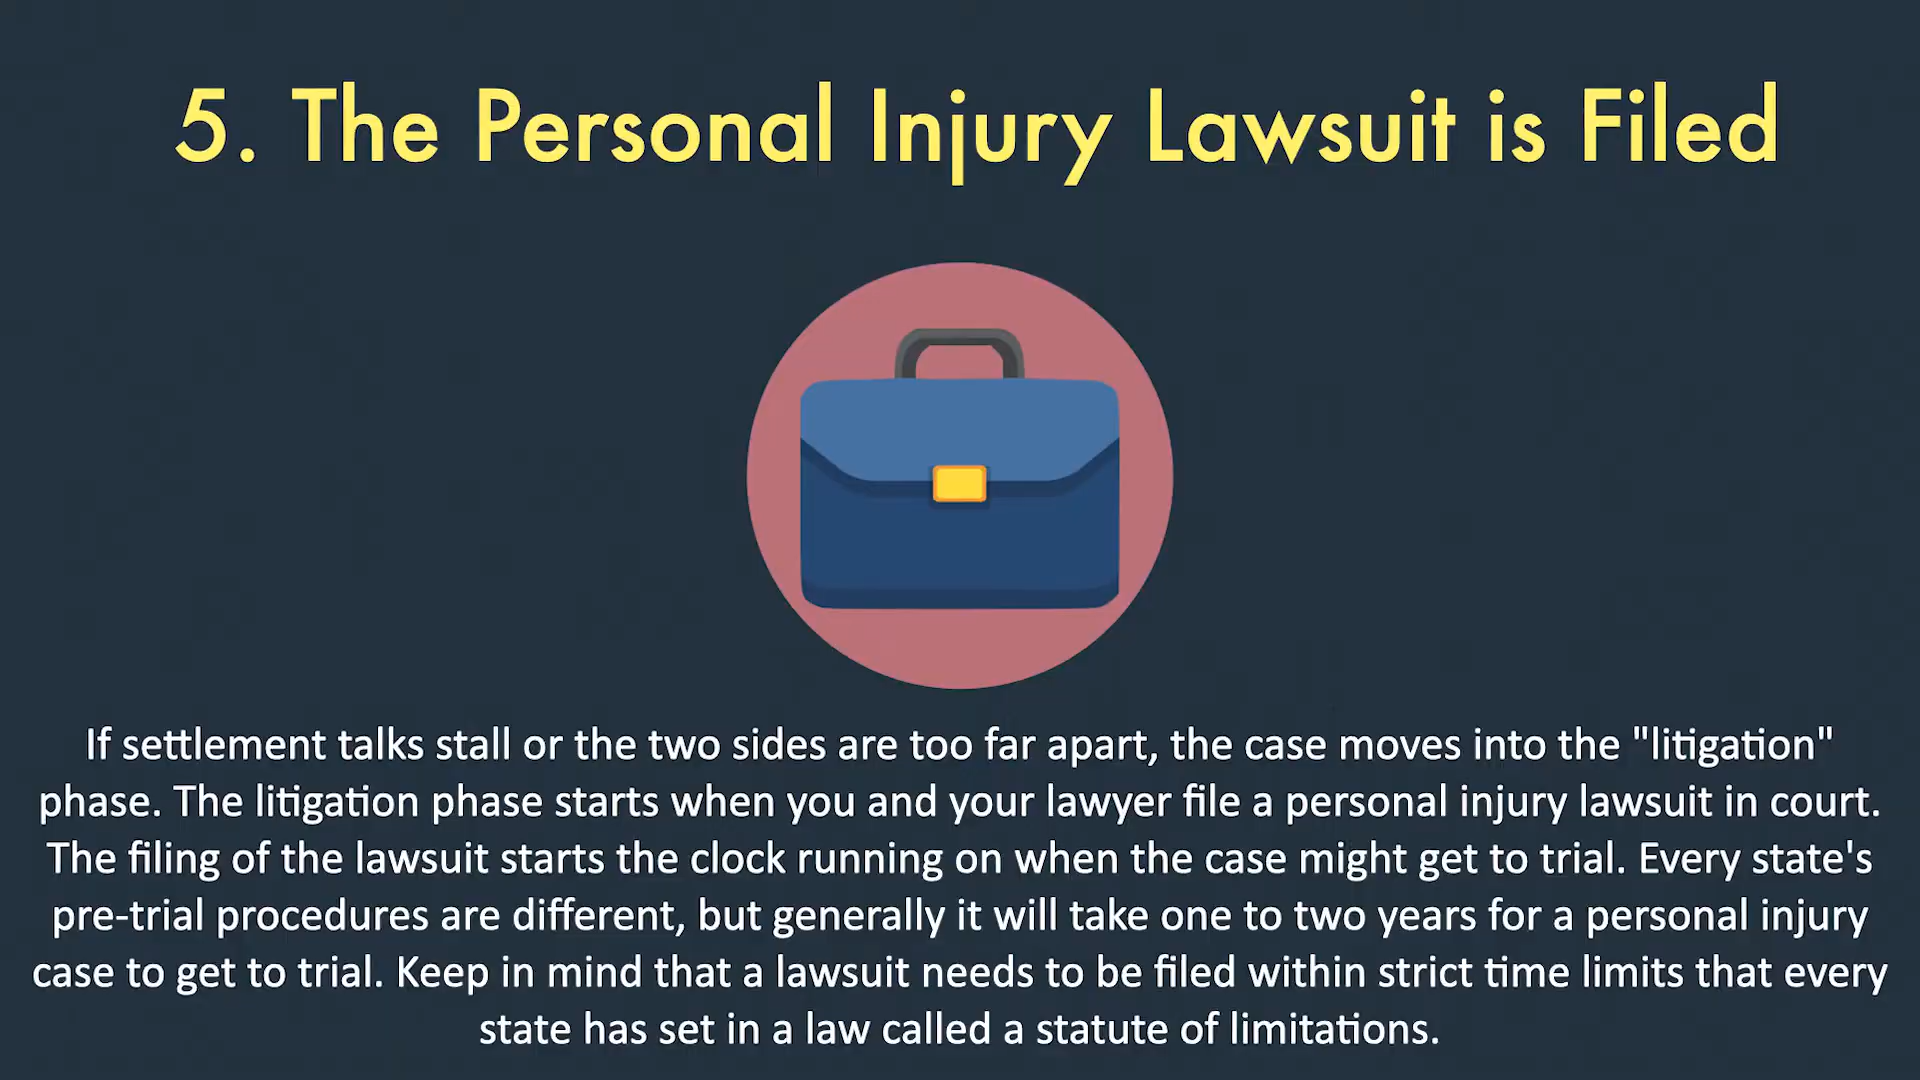 5. The Personal Injury Lawsuit is Filed
If settlement talks stall or the two sides are too far apart, the case moves into the "litigation"
phase. The litigation phase starts when you and your lawyer file a personal injury lawsuit in court.
The filing of the lawsuit starts the clock running on when the case might get to trial. Every state's
pre-trial procedures are different, but generally it will take one to two years for a personal injury
case to get to trial. Keep in mind that a lawsuit needs to be filed within strict time limits that every
state has set in a law called a statute of limitations.